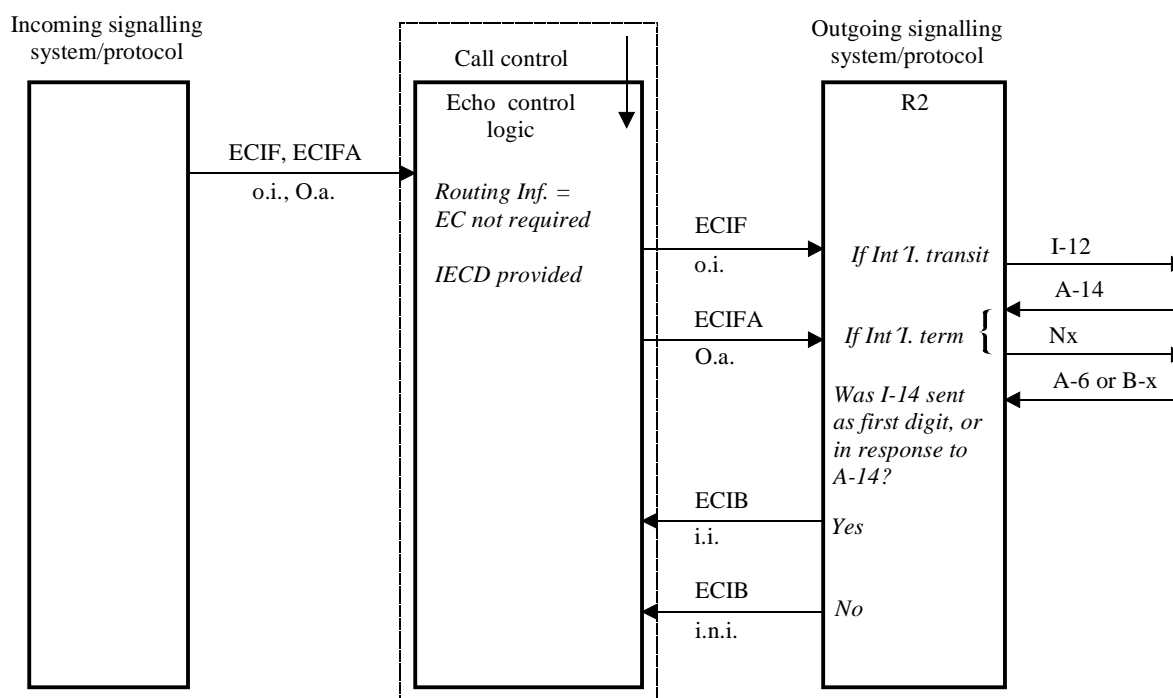 Incoming signalling
system/protocol
Call control
Echo control
logic
ECIF, ECIFA
o.i., O.a.
Routing Inf. =
EC not required
IECD provided
Outgoing signalling
system/protocol
R2
ECIF
o.i.
If Int´l. transit
I-12
A-14
ECIFA
O.a.
If Int´l. term {
Nx
A-6 or B-x
Was I-14 sent
as first digit, or
in response to
A-14?
ECIB
i.i.
Yes
ECIB
i.n.i.
No